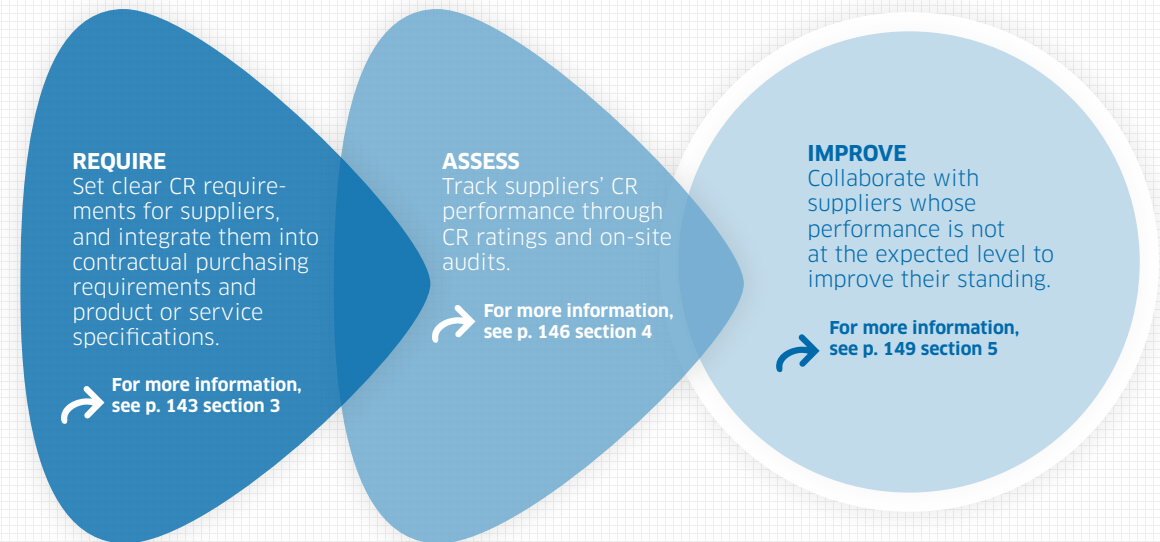 REQUIRE
Set clear CR require-
ments for suppliers,
and integrate them into
contractual purchasing
requirements and
product or service
specifications.
For more information,
see p. 143 section 3
ASSESS
Track suppliers’ CR
performance through
CR ratings and on-site
audits.
For more information,
see p. 146 section 4
IMPROVE
Collaborate with
suppliers whose
performance is not
at the expected level to
improve their standing.
For more information,
see p. 149 section 5